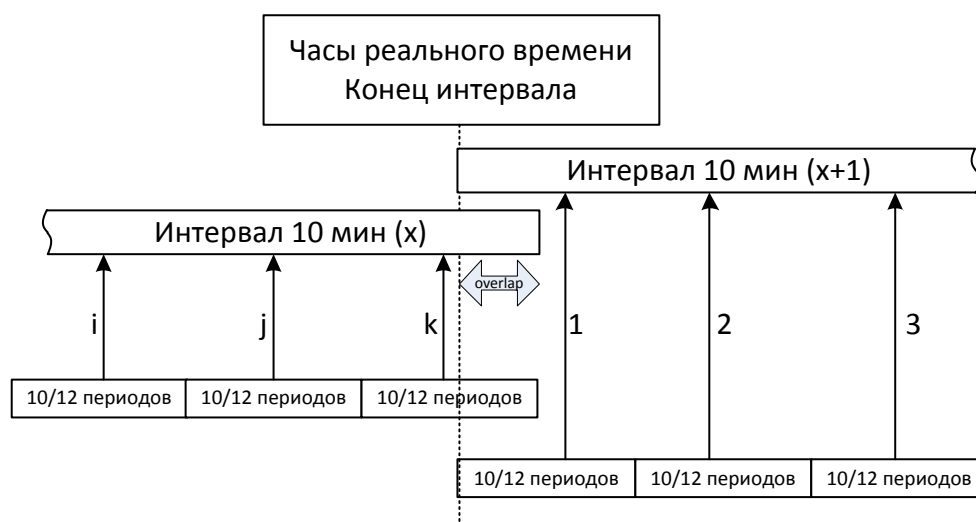 Часы реального времени
Конец интервала
Интервал 10 мин (x+1)
Интервал 10 мин (x)
overlap
i
j
k
1
2
3
10/12 периодов
10/12 периодов
10/12 периодов
10/12 периодов
10/12 периодов
10/12 периодов